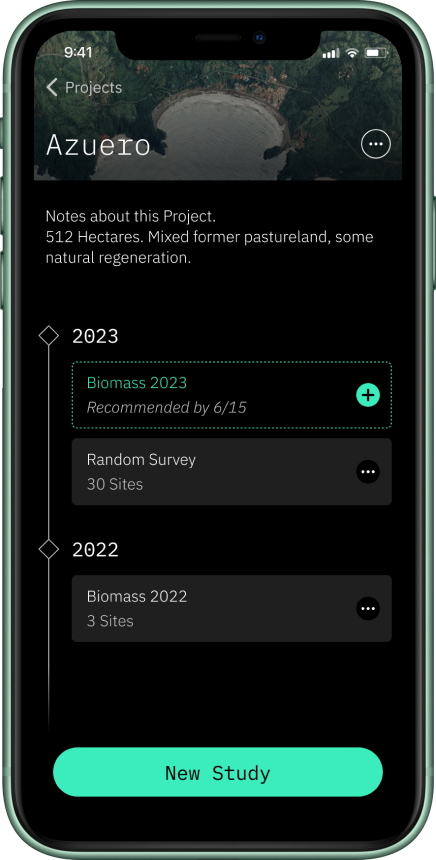 9:41
Projects
Azuero
Notes about this Project.
512 Hectares. Mixed former pastureland, some
natural regeneration.
2023
Biomass 2023
Recommended by 6/15
Random Survey
30 Sites
2022
Biomass 2022
3 Sites
New Study